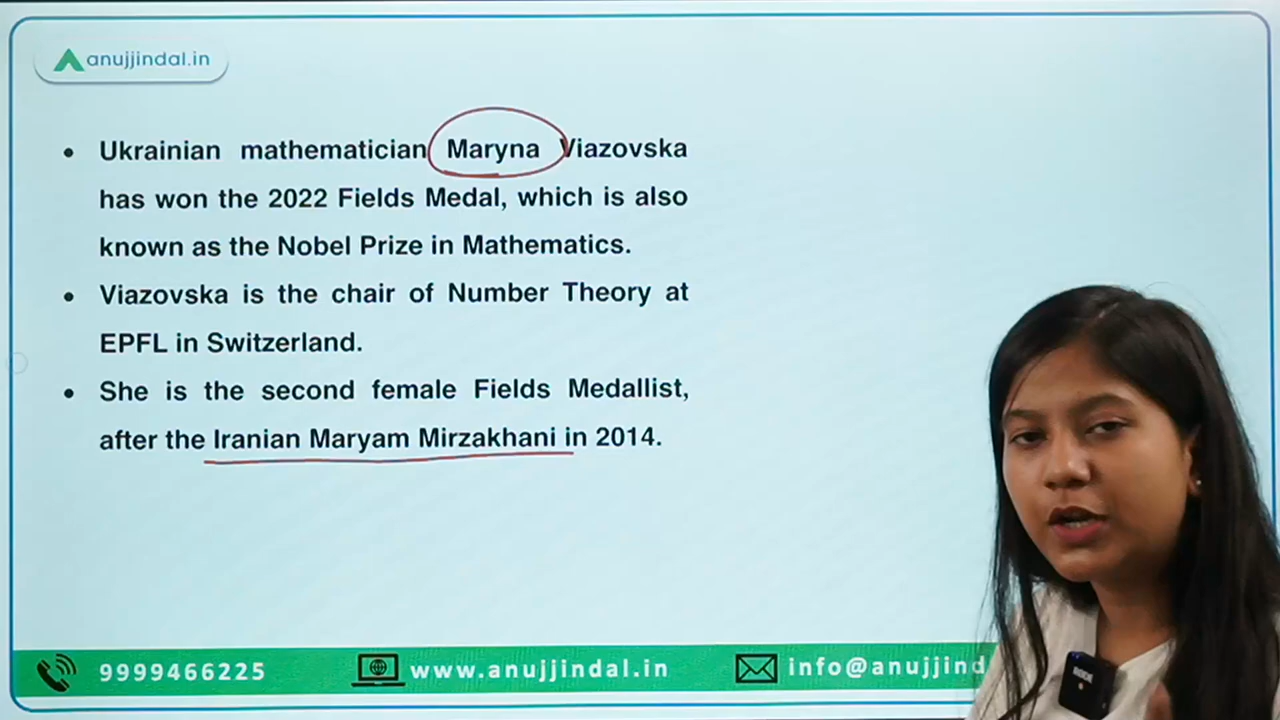 anujjindal.in
Ukrainian mathematician Maryna Viazovska
has won the 2022 Fields Medal, which is also
known as the Nobel Prize in Mathematics.
Viazovska is the chair of Number Theory at
EPFL in Switzerland.
She is the second female Fields Medallist,
after the Iranian Maryam Mirzakhani in 2014.
9999466225 www.anujjindal.in info@anujjind